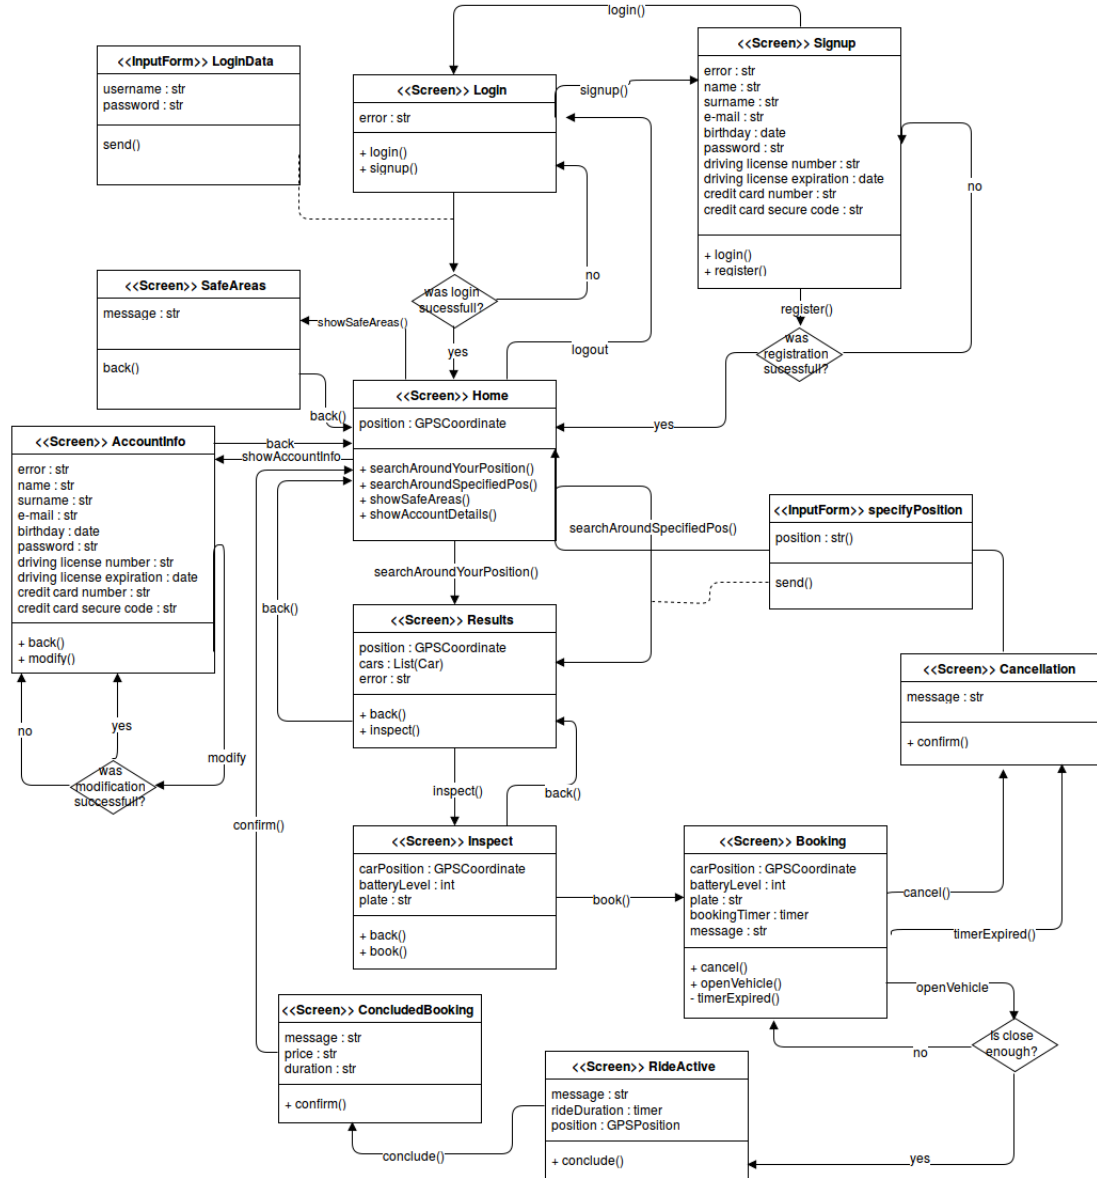 login()
<<Screen>> Signup
error : str
name : str
surname : str
e-mail : str
birthday : date
password : str
driving license number : str
driving license expiration : date
credit card number : str
credit card secure code : str
+ login()
+ register()
<<InputForm>> LoginData
username : str
password : str
send()
<<Screen>> Login
error : str
+ login()
+ signup()
signup()
no
no
was login
sucessfull?
yes
register()
was
registration
sucessfull?
yes
logout
<<Screen>> SafeAreas
message : str
back()
showSafeAreas()
back()
<<Screen>> Home
position : GPSCoordinate
+ searchAroundYourPosition()
+ searchAroundSpecifiedPos()
+ showSafeAreas()
+ showAccountDetails()
<<Screen>> AccountInfo
error : str
name : str
surname : str
e-mail : str
birthday : date
password : str
driving license number : str
driving license expiration : date
credit card number : str
credit card secure code : str
+ back()
+ modify()
back
showAccountInfo
searchAroundSpecifiedPos()
<<InputForm>> specifyPosition
position : str()
send()
searchAroundYourPosition()
back()
<<Screen>> Results
position : GPSCoordinate
cars : List(Car)
error : str
+ back()
+ inspect()
<<Screen>> Cancellation
message : str
+ confirm()
no
yes
modify
was
modification
successfull?
inspect()
back()
confirm()
<<Screen>> Inspect
carPosition : GPSCoordinate
batteryLevel : int
plate : str
+ back()
+ book()
book()
<<Screen>> Booking
carPosition : GPSCoordinate
batteryLevel : int
plate : str
bookingTimer : timer
message : str
+ cancel()
+ openVehicle()
- timerExpired()
cancel()
timerExpired()
openVehicle
Is close
enough?
no
yes
<<Screen>> ConcludedBooking
message : str
price : str
duration : str
+ confirm()
<<Screen>> RideActive
message : str
rideDuration : timer
position : GPSPosition
+ conclude()
conclude()